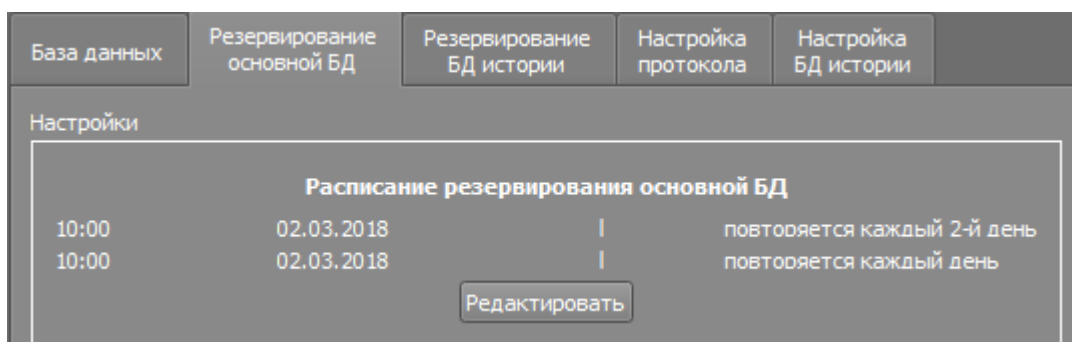 База данных
Резервирование основной БД
Резервирование БД истории
Настройка протокола
Настройка БД истории
Настройки
Расписание резервирования основной БД
10:00 02.03.2018 | повторяется каждый 2-й день
10:00 02.03.2018 | повторяется каждый день
Редактировать